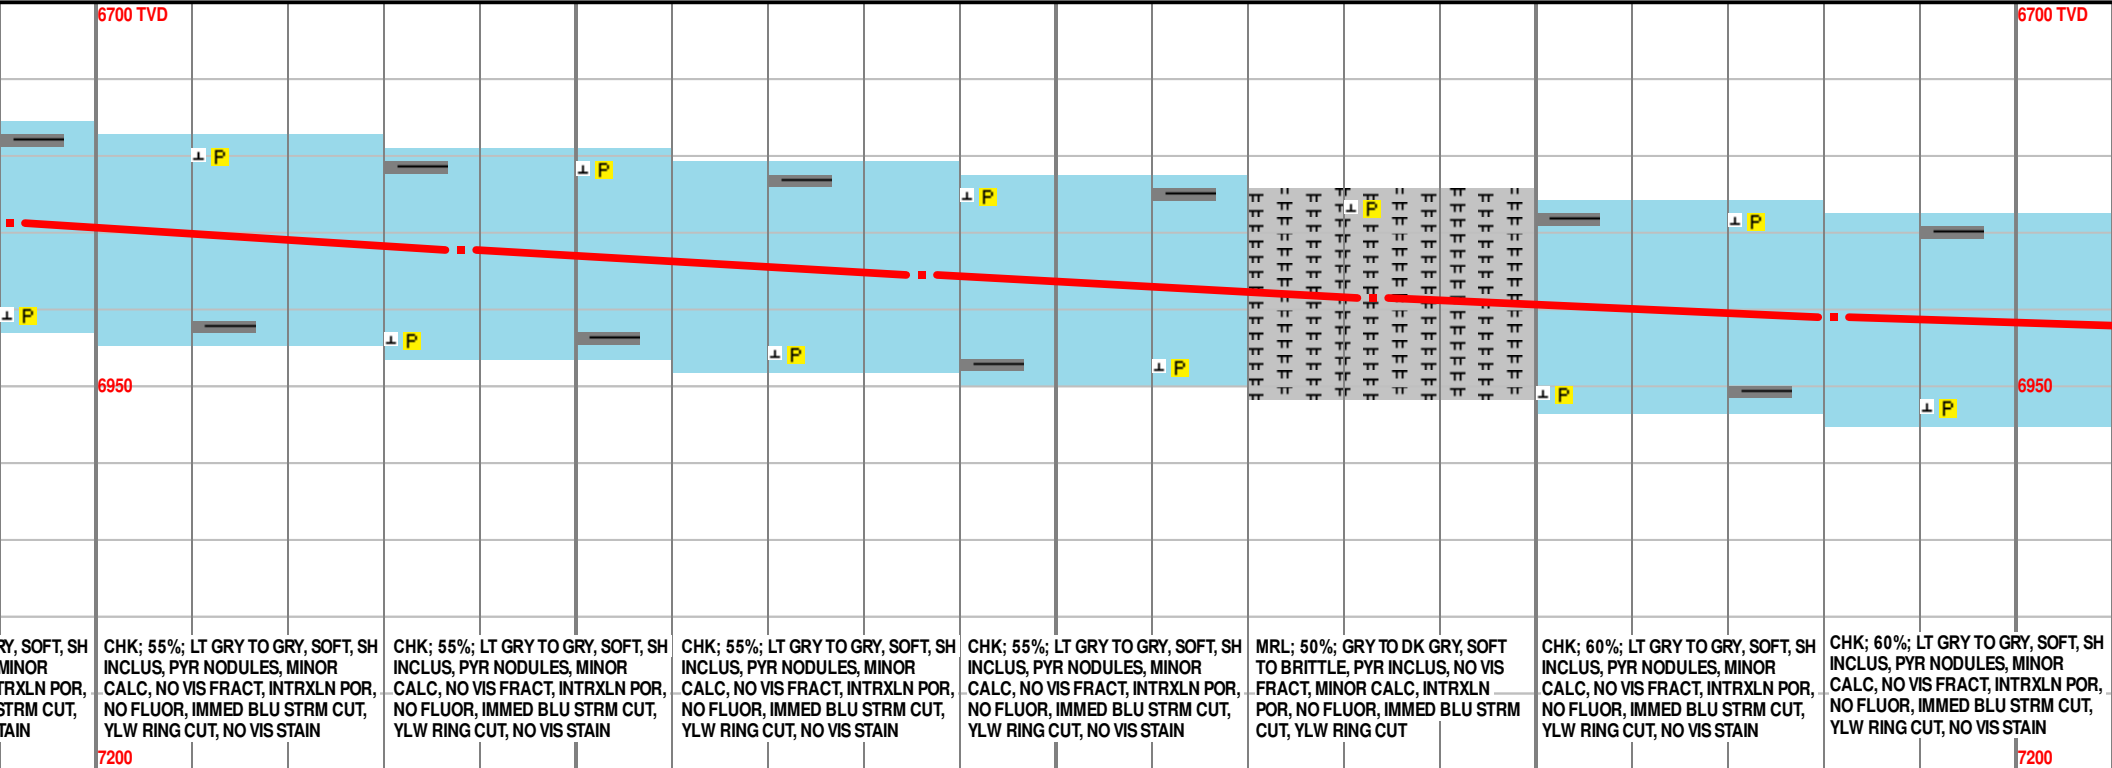 6700 TVD
6700 TVD
P
P
P
P
P
P
P
P
P
P
P
P
P
P
6950
6950
RY, SOFT, SH
MINOR
TRXLN POR,
STRM CUT,
TAIN
CHK; 55%; LT GRY TO GRY, SOFT, SH
INCLUS, PYR NODULES, MINOR
CALC, NO VIS FRACT, INTRXLN POR,
NO FLUOR, IMMED BLU STRM CUT,
YLW RING CUT, NO VIS STAIN
CHK; 55%; LT GRY TO GRY, SOFT, SH
INCLUS, PYR NODULES, MINOR
CALC, NO VIS FRACT, INTRXLN POR,
NO FLUOR, IMMED BLU STRM CUT,
YLW RING CUT, NO VIS STAIN
CHK; 55%; LT GRY TO GRY, SOFT, SH
INCLUS, PYR NODULES, MINOR
CALC, NO VIS FRACT, INTRXLN POR,
NO FLUOR, IMMED BLU STRM CUT,
YLW RING CUT, NO VIS STAIN
CHK; 55%; LT GRY TO GRY, SOFT, SH
INCLUS, PYR NODULES, MINOR
CALC, NO VIS FRACT, INTRXLN POR,
NO FLUOR, IMMED BLU STRM CUT,
YLW RING CUT, NO VIS STAIN
MRL; 50%; GRY TO DK GRY, SOFT
TO BRITTLE, PYR INCLUS, NO VIS
FRACT, MINOR CALC, INTRXLN
POR, NO FLUOR, IMMED BLU STRM
CUT, YLW RING CUT
CHK; 60%; LT GRY TO GRY, SOFT, SH
INCLUS, PYR NODULES, MINOR
CALC, NO VIS FRACT, INTRXLN POR,
NO FLUOR, IMMED BLU STRM CUT,
YLW RING CUT, NO VIS STAIN
CHK; 60%; LT GRY TO GRY, SOFT, SH
INCLUS, PYR NODULES, MINOR
CALC, NO VIS FRACT, INTRXLN POR,
NO FLUOR, IMMED BLU STRM CUT,
YLW RING CUT, NO VIS STAIN
7200
7200